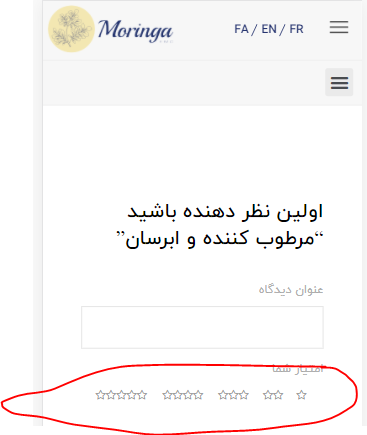 Moringa
FA / EN / FR
اولین نظر دهنده باشید
“مرطوب کننده و ابرسان”
عنوان دیدگاه
امتیاز شما